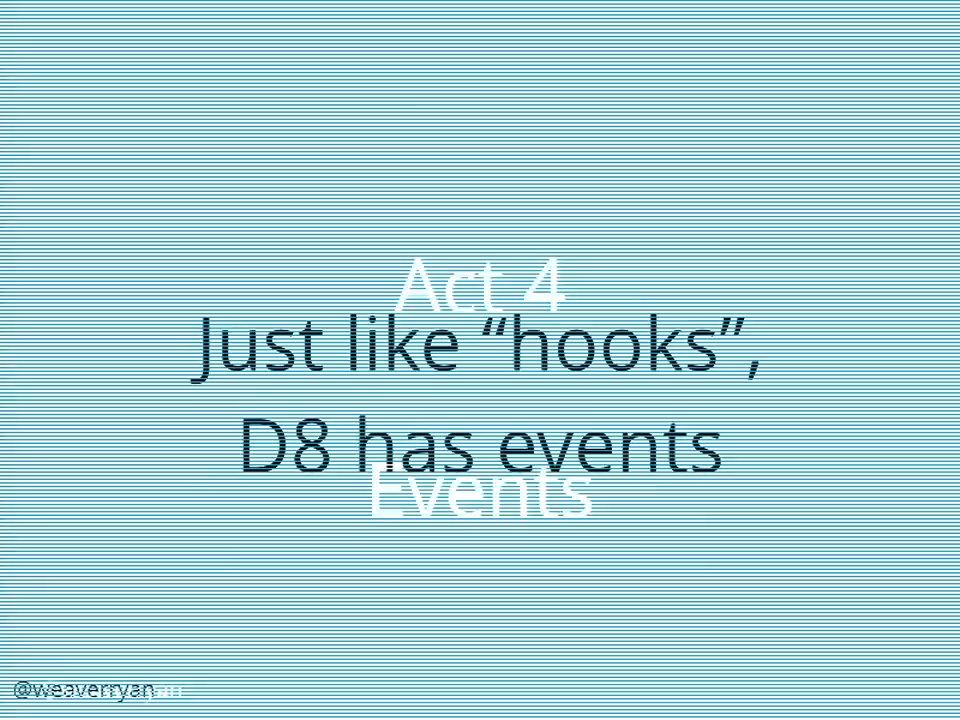 Act 4
Just like “hooks”,
D8 has events
Events
@weaverryan